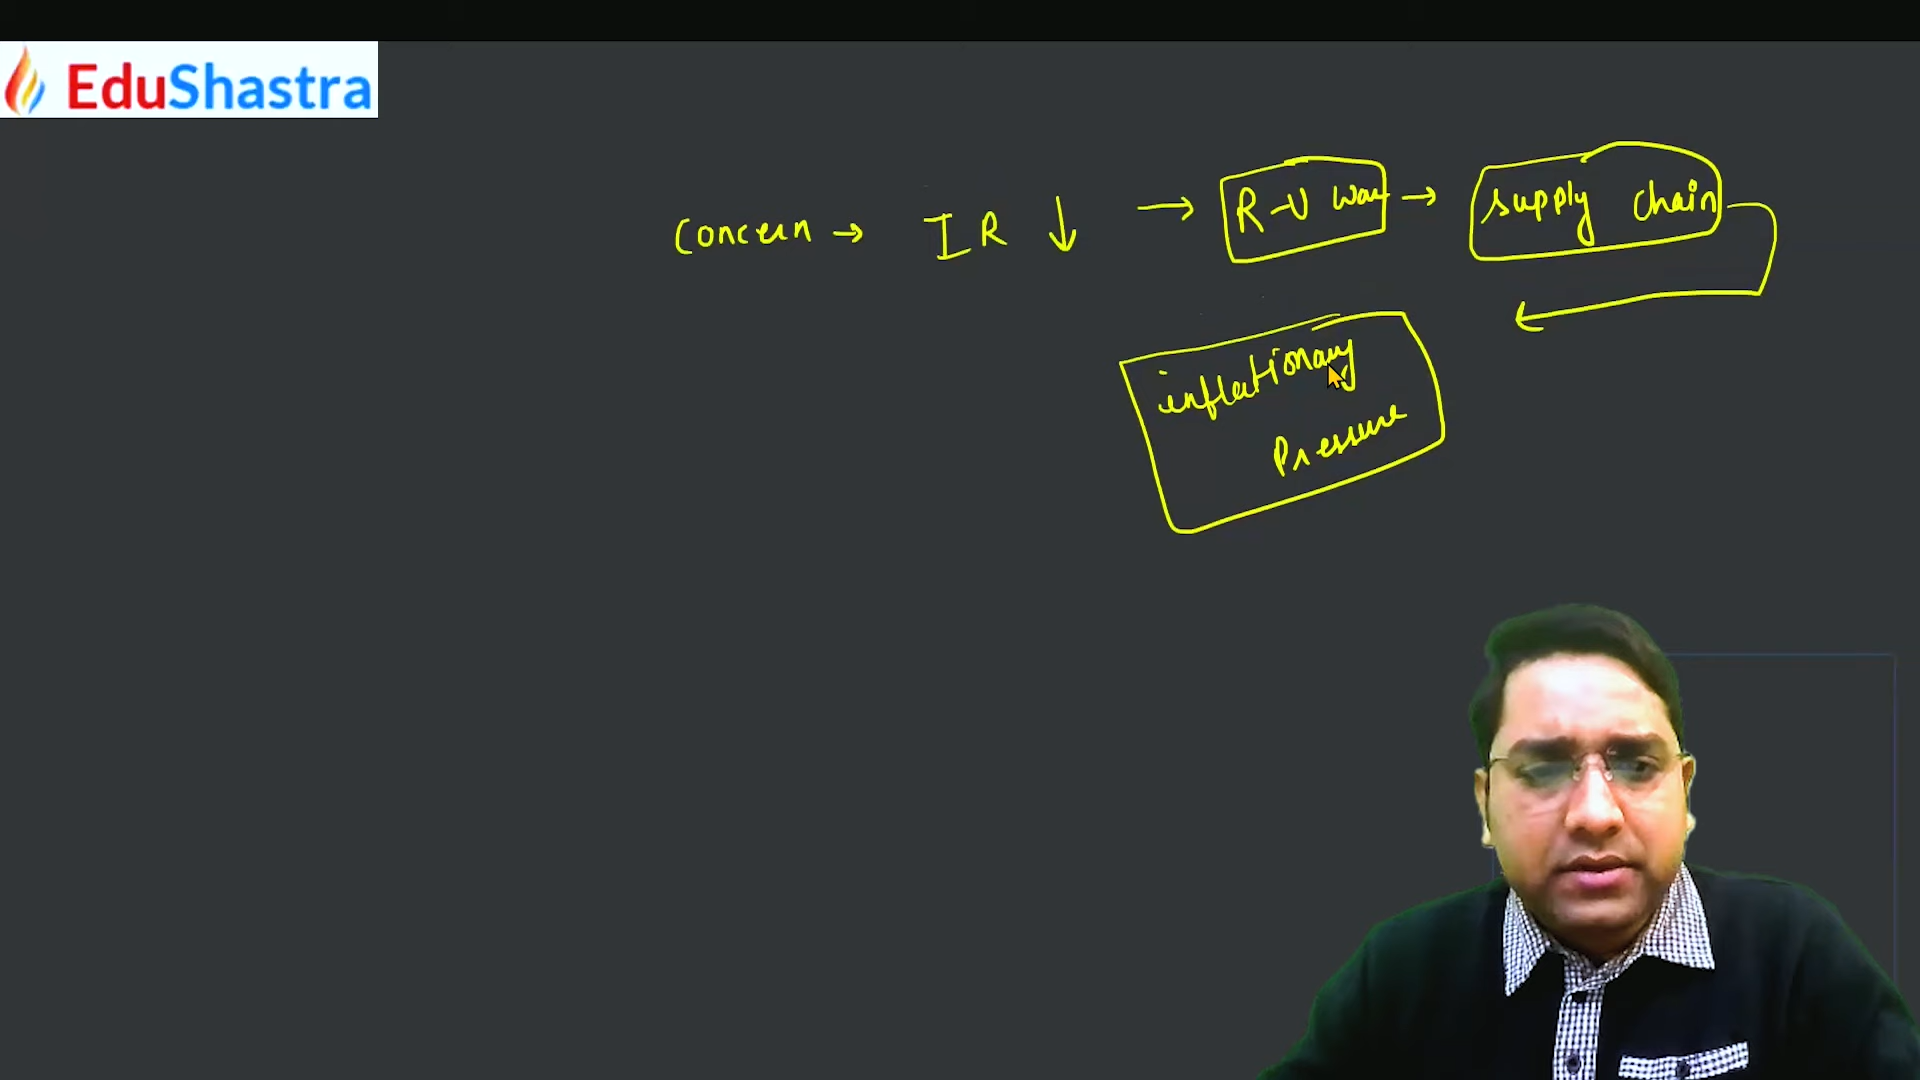 EduShastra
Concern → IR ↓ → R-U war → supply chain
inflationary
Pressure